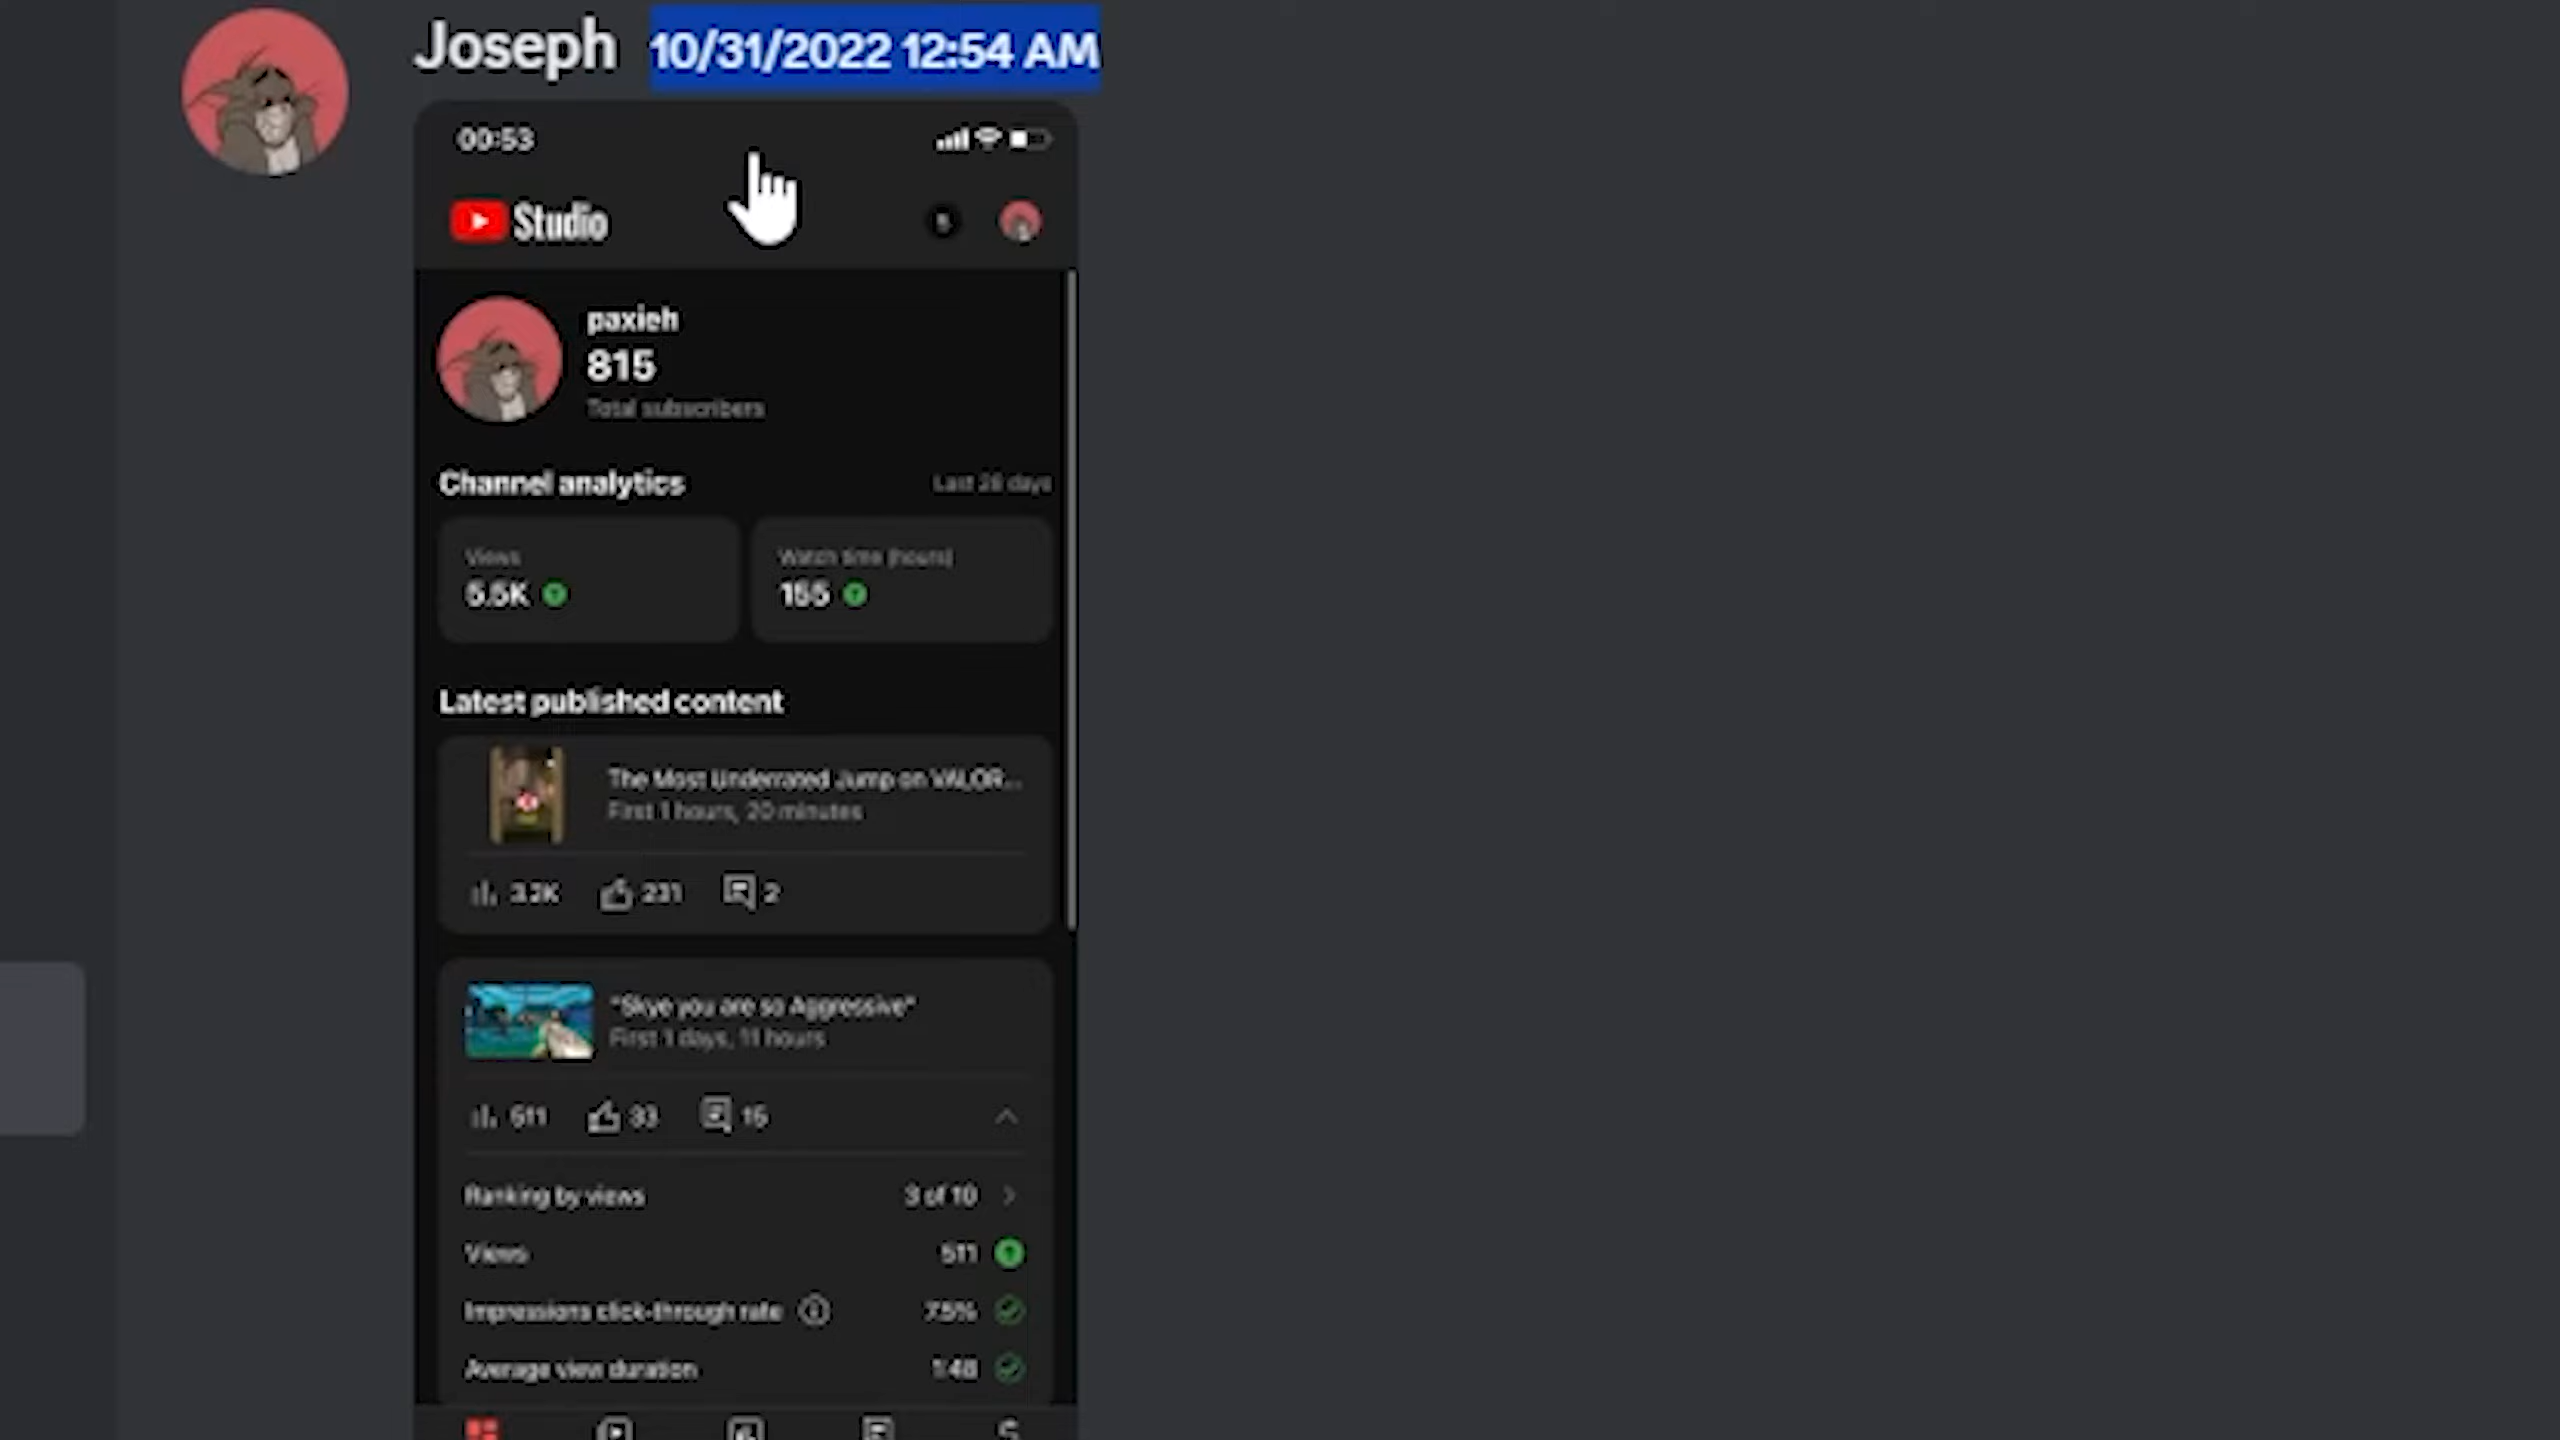 Joseph 10/31/2022 12:54 AM
00:53
Studio
paxieh
815
Total subscribers
Channel analytics
Last 28 days
Views
Watch time (hours)
5.5K
155
Latest published content
The Most Underrated Jump on VALOR...
First 1 hours, 20 minutes
3.2K 231 2
"Skye you are so Aggressive"
First 1 days, 11 hours
511 33 15
Ranking by views 3 of 10
Views 511
Impressions click-through rate 7.5%
Average view duration 1:48